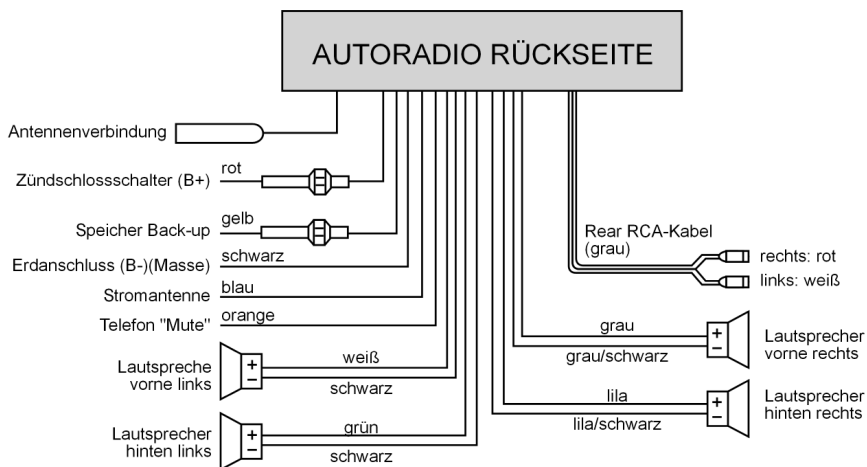 AUTORADIO RÜCKSEITE
Antennenverbindung
rot
Zündschlossschalter (B+)
gelb
Speicher Back-up
schwarz
Erdanschluss (B-)(Masse)
blau
Stromantenne
orange
Telefon "Mute"
Lautspreche
vorne links
+
−
weiß
schwarz
Lautsprecher
hinten links
+
−
grün
schwarz
Rear RCA-Kabel
(grau)
rechts: rot
links: weiß
grau
grau/schwarz
+
−
Lautsprecher
vorne rechts
lila
lila/schwarz
+
−
Lautsprecher
hinten rechts